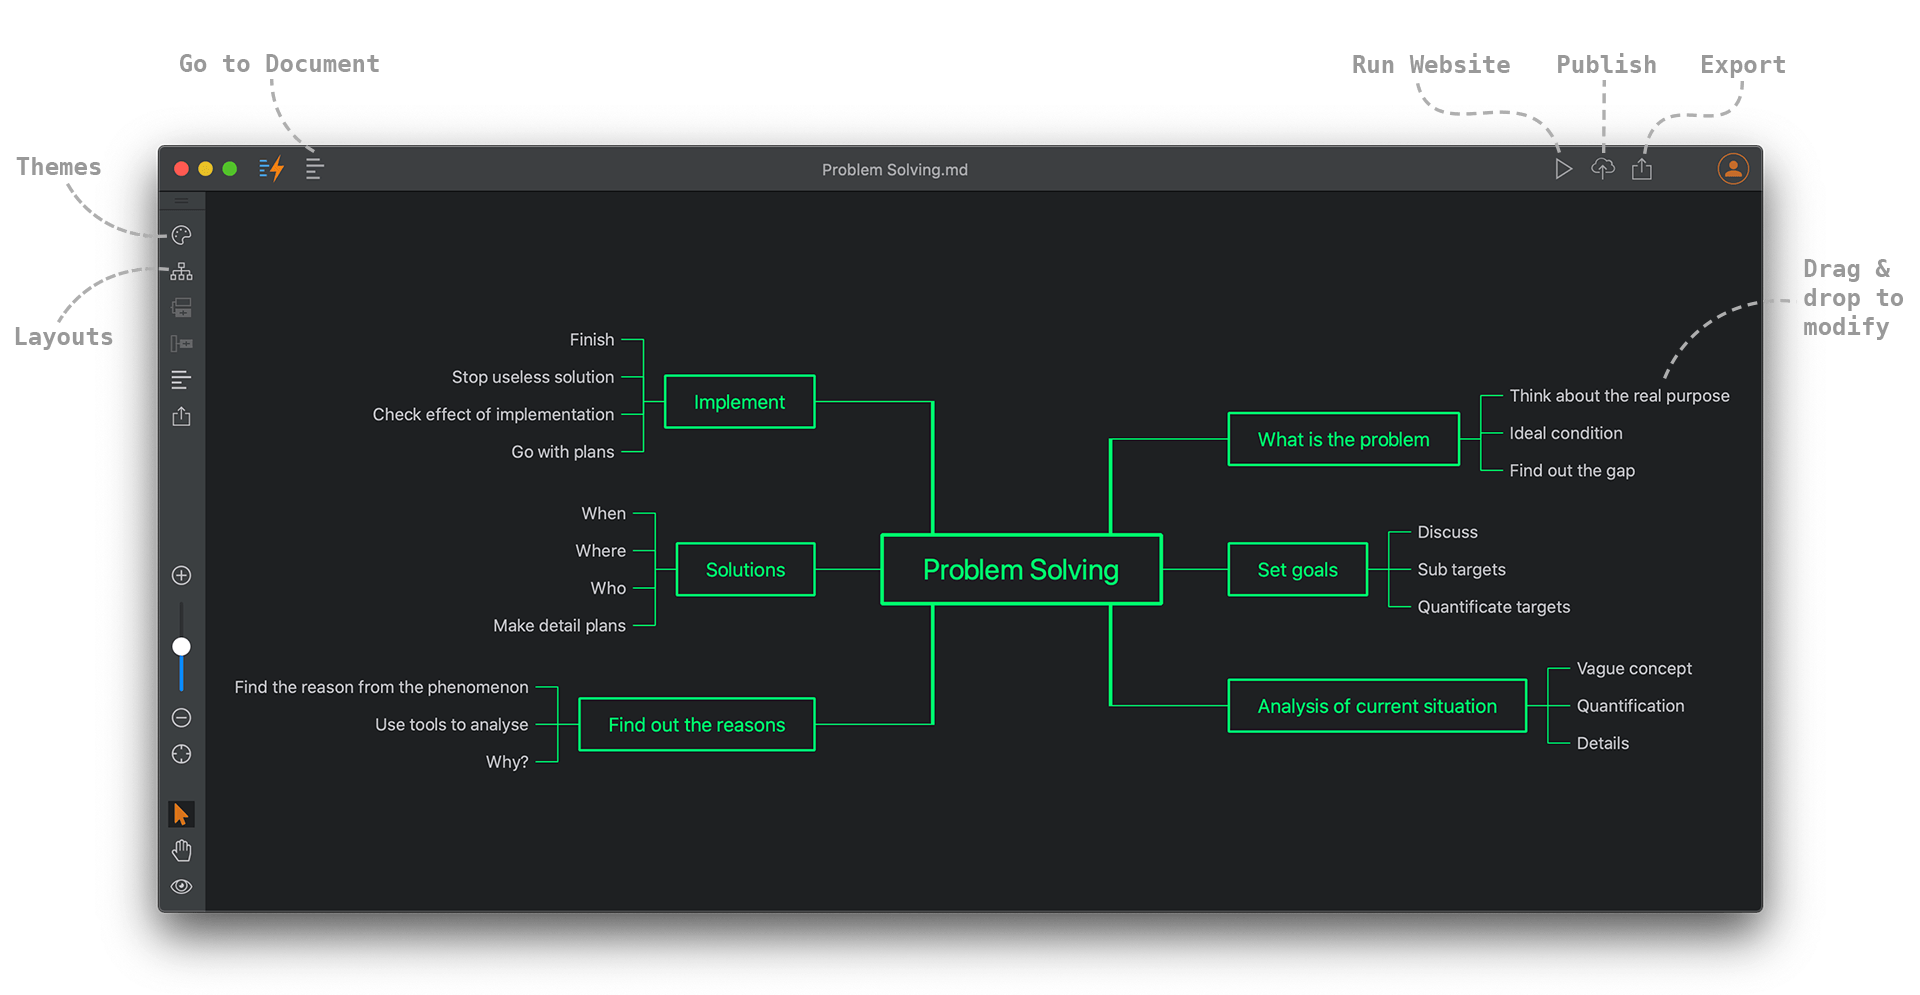 Go to Document
Run Website
Publish
Export
Themes
Layouts
Drag &
drop to
modify
Problem Solving.md
Finish
Stop useless solution
Check effect of implementation
Go with plans
Implement
When
Where
Who
Make detail plans
Solutions
Find the reason from the phenomenon
Use tools to analyse
Why?
Find out the reasons
Problem Solving
What is the problem
Think about the real purpose
Ideal condition
Find out the gap
Set goals
Discuss
Sub targets
Quantificate targets
Analysis of current situation
Vague concept
Quantification
Details